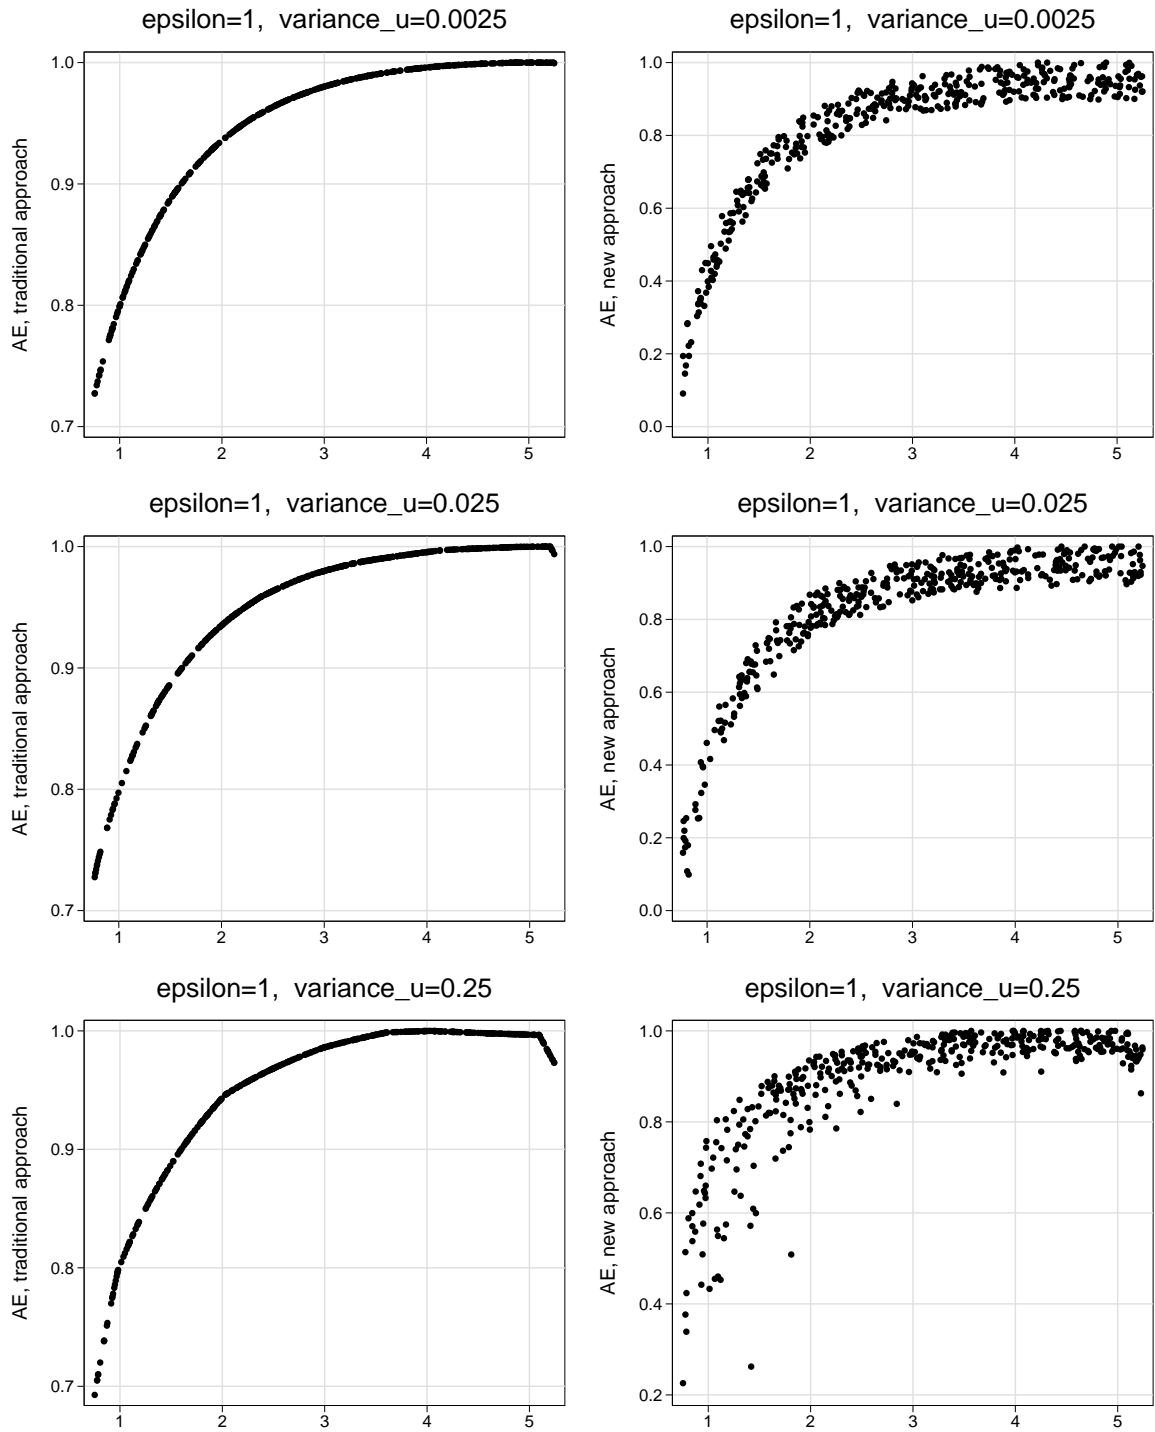 epsilon=1,  variance_u=0.0025
AE, traditional approach
1.0
0.9
0.8
0.7
1 2 3 4 5
epsilon=1,  variance_u=0.0025
AE, new approach
1.0
0.8
0.6
0.4
0.2
0.0
1 2 3 4 5
epsilon=1,  variance_u=0.025
AE, traditional approach
1.0
0.9
0.8
0.7
1 2 3 4 5
epsilon=1,  variance_u=0.025
AE, new approach
1.0
0.8
0.6
0.4
0.2
0.0
1 2 3 4 5
epsilon=1,  variance_u=0.25
AE, traditional approach
1.0
0.9
0.8
0.7
1 2 3 4 5
epsilon=1,  variance_u=0.25
AE, new approach
1.0
0.8
0.6
0.4
0.2
1 2 3 4 5